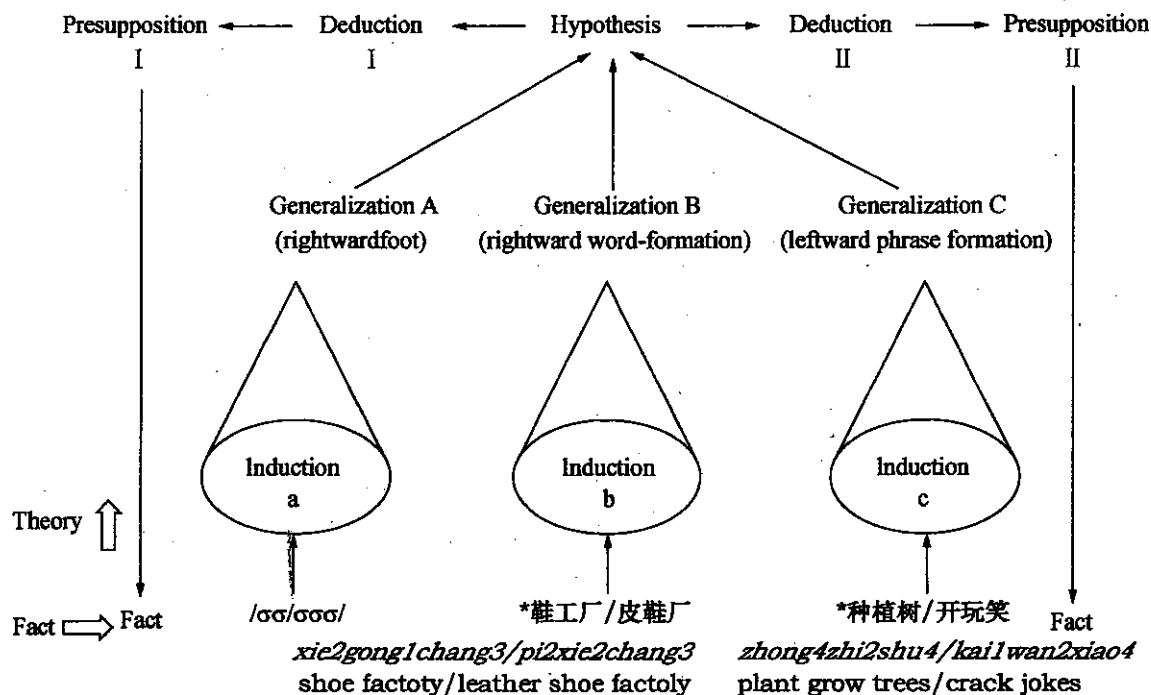 Presupposition Deduction Hypothesis Deduction Presupposition
I I II II
Generalization A Generalization B Generalization C
(rightwardfoot) (rightward word-formation) (leftward phrase formation)
Induction Induction Induction
a b c
Theory
Fact Fact /σσ/σσσ/ *鞋工厂/皮鞋厂 *种植树/开玩笑 Fact
xie2gong1chang3/pi2xie2chang3 zhong4zhi2shu4/kai1wan2xiao4
shoe factoty/leather shoe factoly plant grow trees/crack jokes